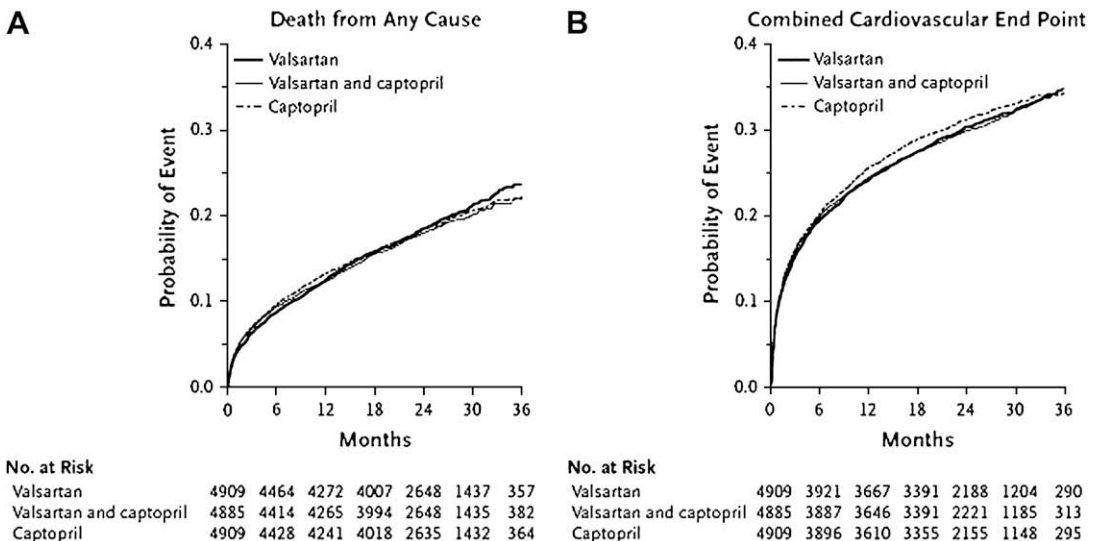 A
Death from Any Cause
0.4
0.3
0.2
0.1
0.0
Probability of Event
Valsartan
Valsartan and captopril
Captopril
0 6 12 18 24 30 36
Months
No. at Risk
Valsartan 4909 4464 4272 4007 2648 1437 357
Valsartan and captopril 4885 4414 4265 3994 2648 1435 382
Captopril 4909 4428 4241 4018 2635 1432 364
B
Combined Cardiovascular End Point
0.4
0.3
0.2
0.1
0.0
Probability of Event
Valsartan
Valsartan and captopril
Captopril
0 6 12 18 24 30 36
Months
No. at Risk
Valsartan 4909 3921 3667 3391 2188 1204 290
Valsartan and captopril 4885 3887 3646 3391 2221 1185 313
Captopril 4909 3896 3610 3355 2155 1148 295